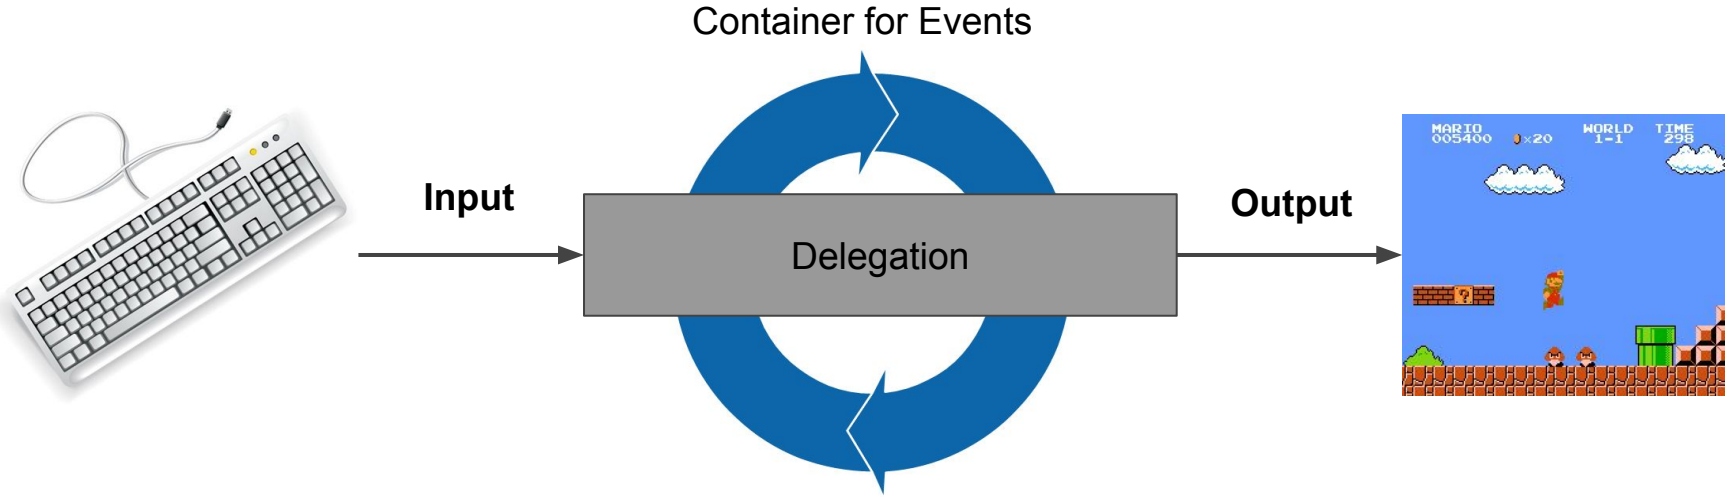 Container for Events
Input
Delegation
Output
MARIO WORLD TIME
005400 ×20 1-1 298
?